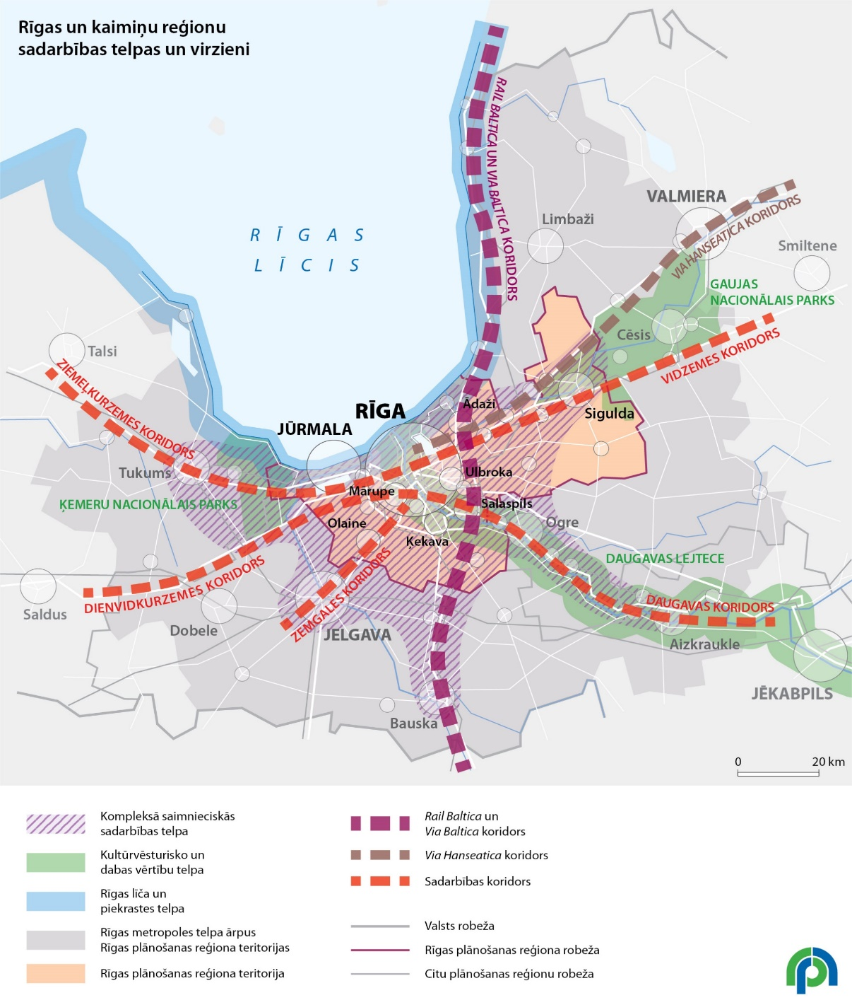 Rīgas un kaimiņu reģionu
sadarbības telpas un virzieni
RAIL BALTICA UN VIA BALTICA KORIDORS
VALMIERA
VIA HANSEATICA KORIDORS
Limbaži
RĪGAS
LĪCIS
Smiltene
GAUJAS
NACIONĀLAIS PARKS
Cēsis
VIDZEMES KORIDORS
Talsi
ZIEMEĻKURZEMES KORIDORS
RĪGA
Ādaži
Sigulda
JŪRMALA
Tukums
Ulbroka
Mārupe
ĶEMERU NACIONĀLAIS PARKS
Salaspils
Olaine
Ogre
Ķekava
DAUGAVAS LEJTECE
DIENVIDKURZEMES KORIDORS
ZEMGALES KORIDORS
DAUGAVAS KORIDORS
Saldus
Dobele
JELGAVA
Aizkraukle
JĒKABPILS
Bauska
0 20 km
Kompleksā saimnieciskās
sadarbības telpa
Kultūrvēsturisko un
dabas vērtību telpa
Rīgas līča un
piekrastes telpa
Rīgas metropoles telpa ārpus
Rīgas plānošanas reģiona teritorijas
Rīgas plānošanas reģiona teritorija
Rail Baltica un
Via Baltica koridors
Via Hanseatica koridors
Sadarbības koridors
Valsts robeža
Rīgas plānošanas reģiona robeža
Citu plānošanas reģionu robeža